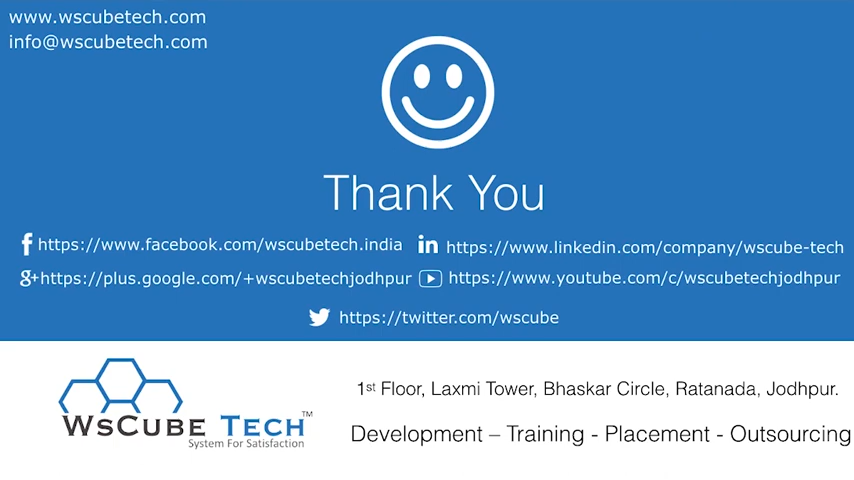 www.wscubetech.com
info@wscubetech.com
Thank You
https://www.facebook.com/wscubetech.india
in https://www.linkedin.com/company/wscube-tech
g+https://plus.google.com/+wscubetechjodhpur
https://www.youtube.com/c/wscubetechjodhpur
https://twitter.com/wscube
WSCUBE TECH™
System For Satisfaction
1st Floor, Laxmi Tower, Bhaskar Circle, Ratanada, Jodhpur.
Development – Training - Placement - Outsourcing